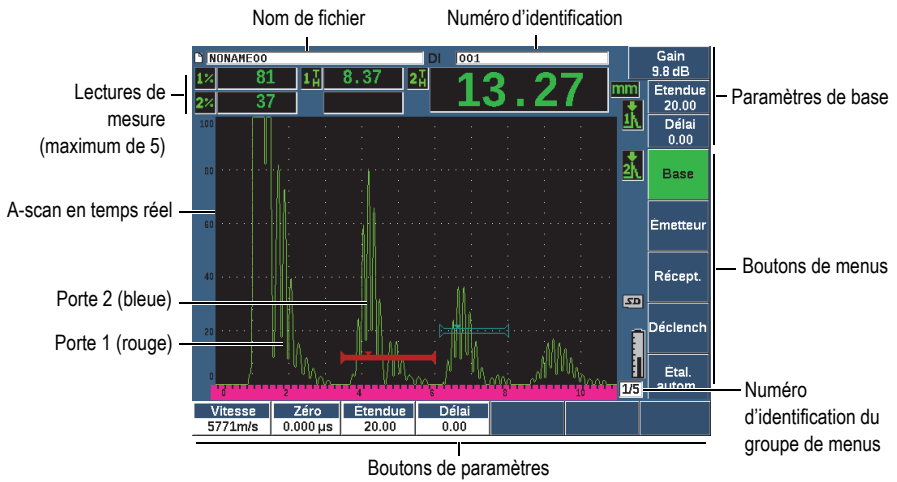 Nom de fichier
Numéro d'identification
NONAME00
DI
001
Gain
9.8 dB
1%
81
1 T H
8.37
2 T H
13.27
mm
Etendue
20.00
Paramètres de base
Lectures de
mesure
(maximum de 5)
2%
37
1
Délai
0.00
100
2
Base
80
A-scan en temps réel
60
Emetteur
Récept.
Boutons de menus
40
Porte 2 (bleue)
SD
Porte 1 (rouge)
20
Déclench
0
Etal.
autom.
0 2 4 6 8 10
1/5
Numéro
d'identification du
groupe de menus
Vitesse
5771m/s
Zéro
0.000 µs
Etendue
20.00
Délai
0.00
Boutons de paramètres